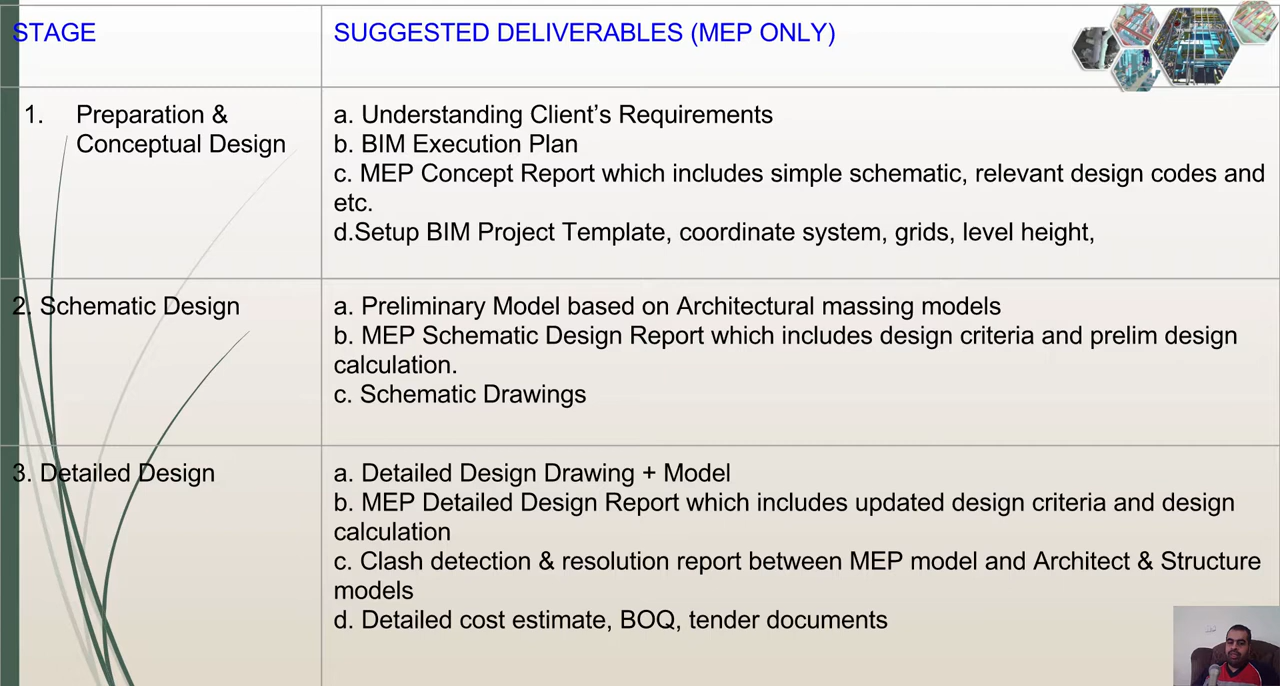 STAGE
SUGGESTED DELIVERABLES (MEP ONLY)
1. Preparation &
Conceptual Design
a. Understanding Client’s Requirements
b. BIM Execution Plan
c. MEP Concept Report which includes simple schematic, relevant design codes and
etc.
d.Setup BIM Project Template, coordinate system, grids, level height,
2. Schematic Design
a. Preliminary Model based on Architectural massing models
b. MEP Schematic Design Report which includes design criteria and prelim design
calculation.
c. Schematic Drawings
3. Detailed Design
a. Detailed Design Drawing + Model
b. MEP Detailed Design Report which includes updated design criteria and design
calculation
c. Clash detection & resolution report between MEP model and Architect & Structure
models
d. Detailed cost estimate, BOQ, tender documents